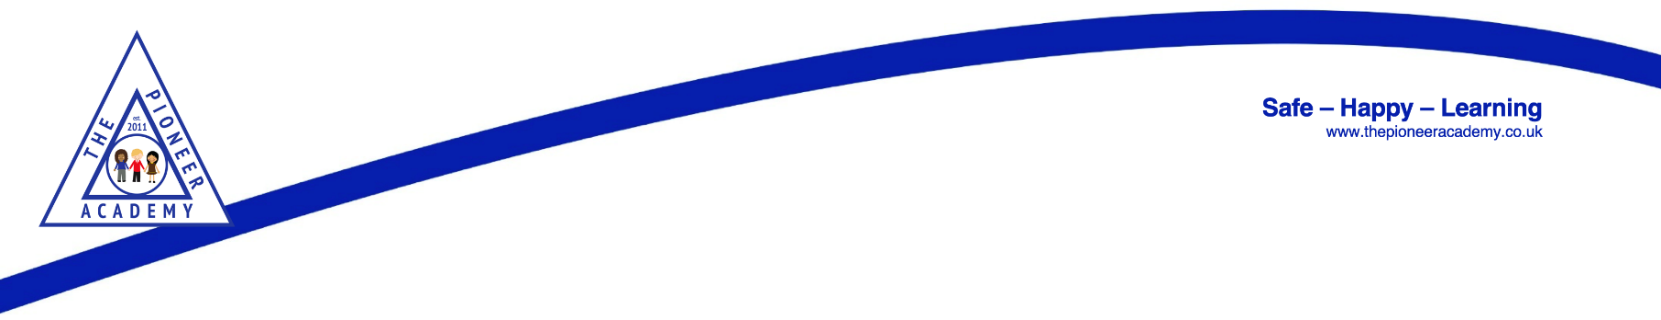 THE PIONEER
est
2011
ACADEMY
Safe – Happy – Learning
www.thepioneeracademy.co.uk